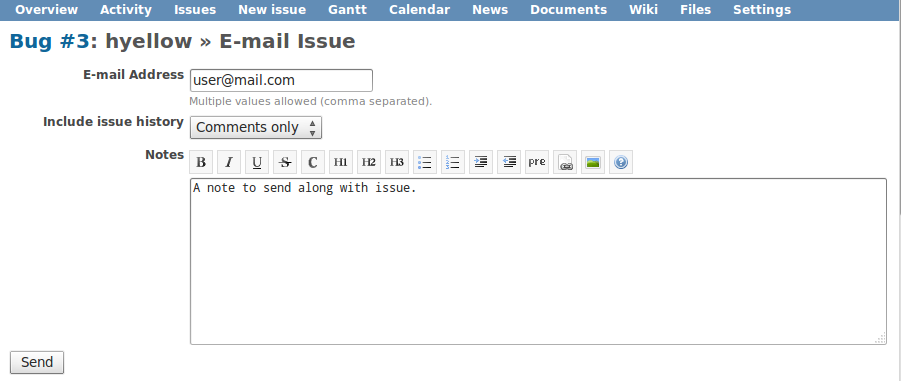 Overview Activity Issues New issue Gantt Calendar News Documents Wiki Files Settings
Bug #3: hyellow » E-mail Issue
E-mail Address user@mail.com
Multiple values allowed (comma separated).
Include issue history Comments only
Notes B I U S C H1 H2 H3 pre
A note to send along with issue.
Send